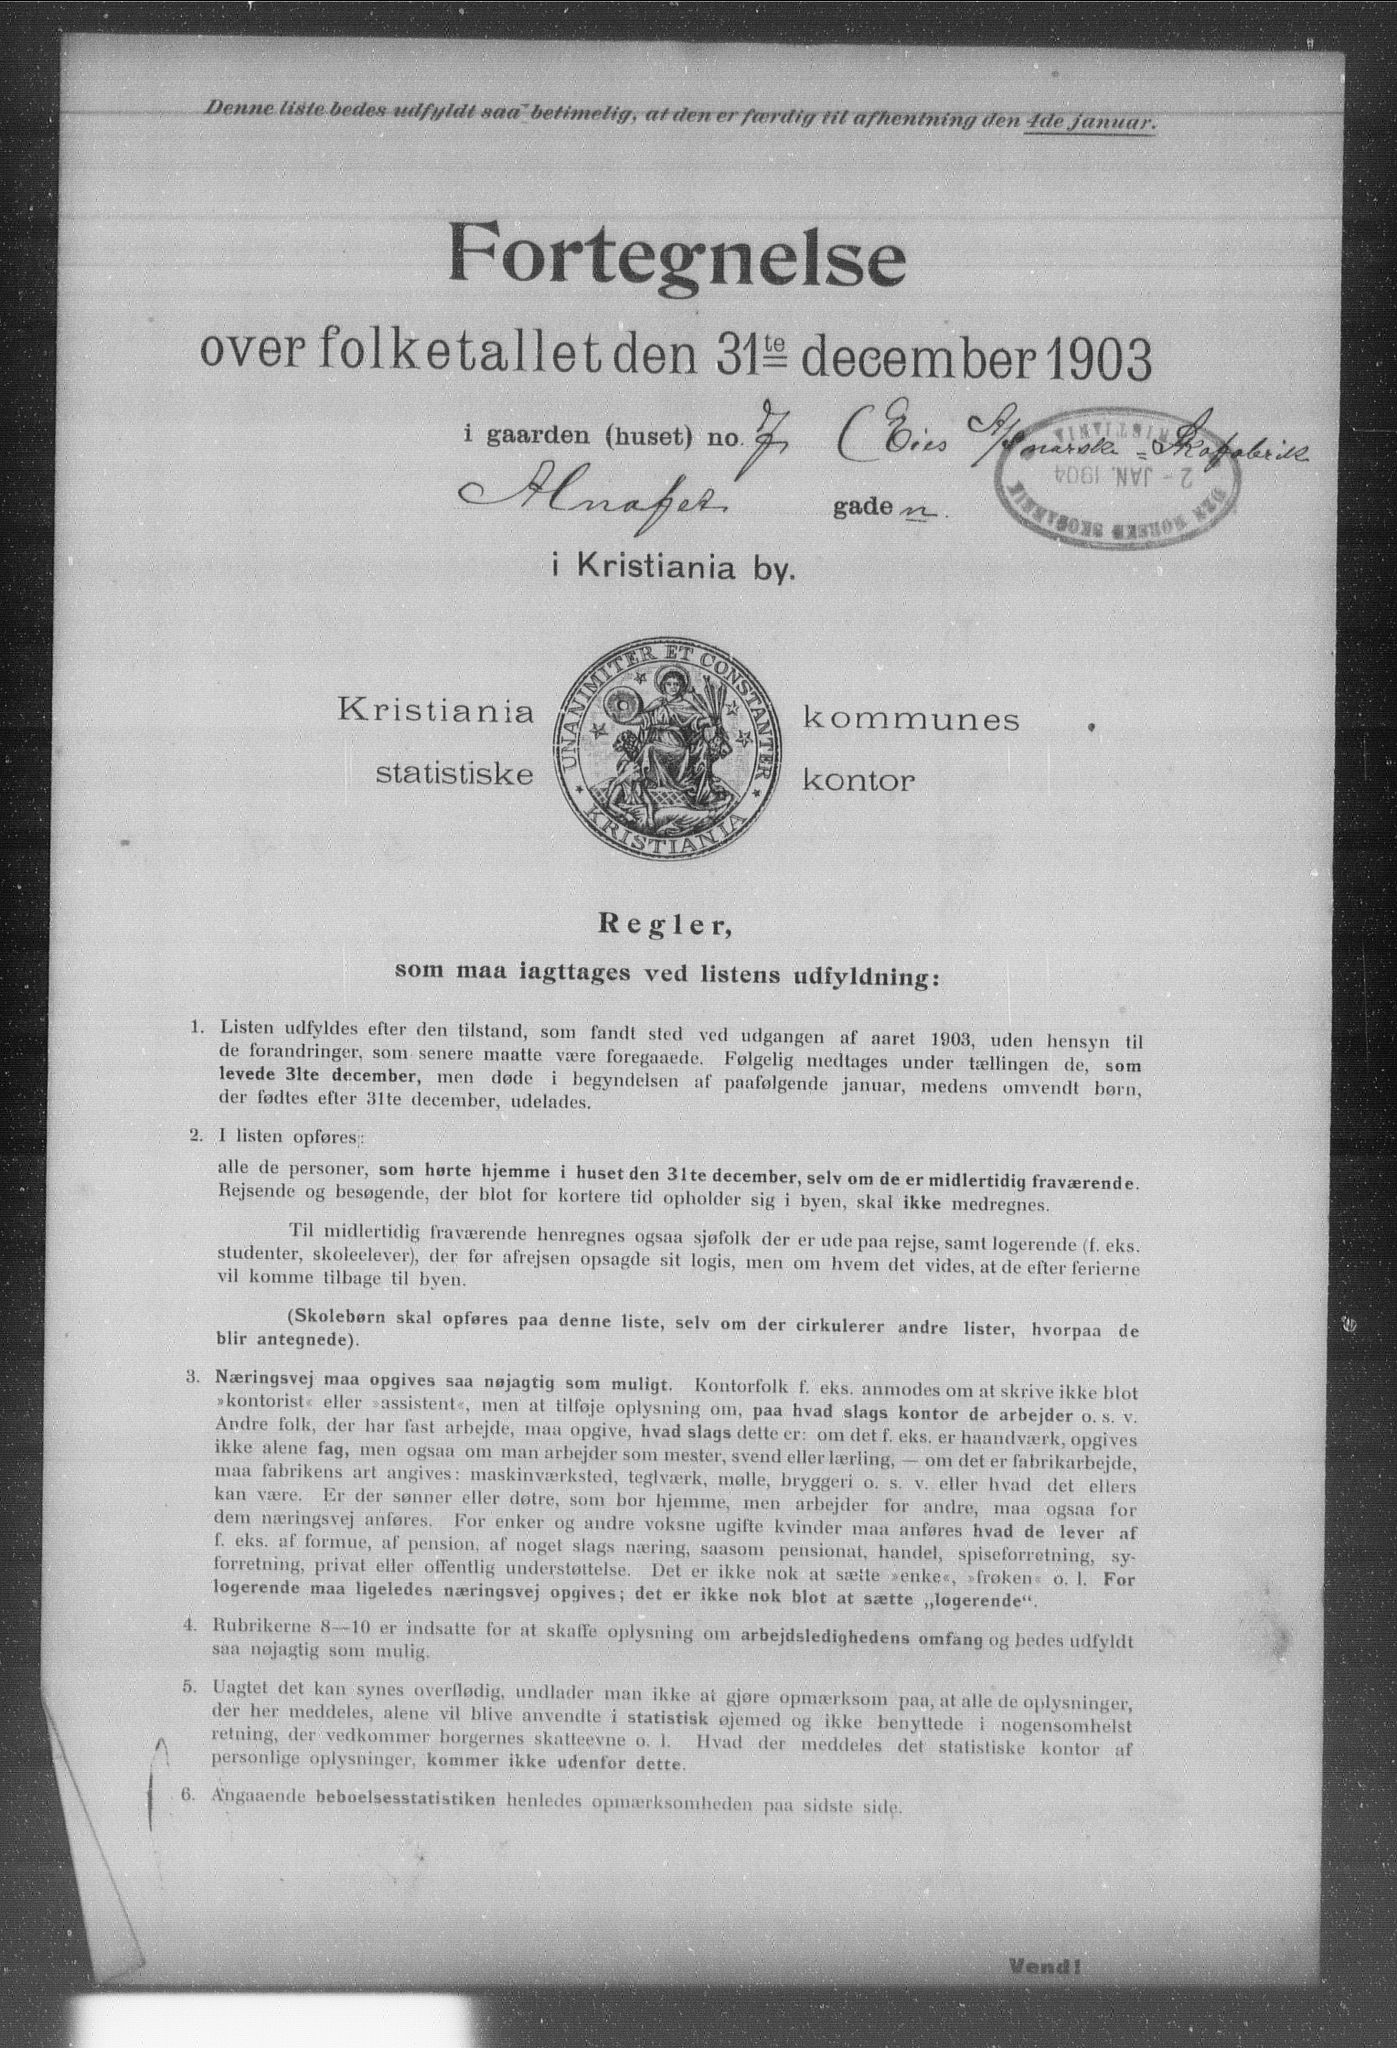 Denne liste bedes udfyldt saa betimelig, at den er færdig til afhentning den 4de januar.
Fortegnelse
over folketallet den 31te december 1903
i gaarden (huset) no. 7 (Eies A/S norske Skofabrik
CHRISTIANIA
2 - JAN. 1904
DEN NORSKE SKOFABRIK
gaden.
i Kristiania by.
Kristiania kommunes
statistiske kontor
UNANIMITER ET CONSTANTER * KRISTIANIA *
Regler,
som maa iagttages ved listens udfyldning:
1. Listen udfyldes efter den tilstand, som fandt sted ved udgangen af aaret 1903, uden hensyn til
de forandringer, som senere maatte være foregaaede. Følgelig medtages under tællingen de, som
levede 31te december, men døde i begyndelsen af paafølgende januar, medens omvendt børn,
der fødtes efter 31te december, udelades.
2. I listen opføres:
alle de personer, som hørte hjemme i huset den 31te december, selv om de er midlertidig fraværende.
Rejsende og besøgende, der blot for kortere tid opholder sig i byen, skal ikke medregnes.
Til midlertidig fraværende henregnes ogsaa sjøfolk der er ude paa rejse, samt logerende (f. eks.
studenter, skoleelever), der før afrejsen opsagde sit logis, men om hvem det vides, at de efter ferierne
vil komme tilbage til byen.
(Skolebørn skal opføres paa denne liste, selv om der cirkulerer andre lister, hvorpaa de
blir antegnede).
3. Næringsvej maa opgives saa nøjagtig som muligt. Kontorfolk f. eks. anmodes om at skrive ikke blot
»kontorist« eller »assistent«, men at tilføje oplysning om, paa hvad slags kontor de arbejder o. s. v.
Andre folk, der har fast arbejde, maa opgive, hvad slags dette er: om det f. eks. er haandværk, opgives
ikke alene fag, men ogsaa om man arbejder som mester, svend eller lærling, — om det er fabrikarbejde,
maa fabrikens art angives: maskinværksted, teglværk, mølle, bryggeri o. s. v. eller hvad det ellers
kan være. Er der sønner eller døtre, som bor hjemme, men arbejder for andre, maa ogsaa for
dem næringsvej anføres. For enker og andre voksne ugifte kvinder maa anføres hvad de lever af
f. eks. af formue, af pension, af noget slags næring, saasom pensionat, handel, spiseforretning, sy-
forretning, privat eller offentlig understøttelse. Det er ikke nok at sætte »enke«, »frøken« o. l. For
logerende maa ligeledes næringsvej opgives; det er ikke nok blot at sætte „logerende“.
4. Rubrikerne 8—10 er indsatte for at skaffe oplysning om arbejdsledighedens omfang og bedes udfyldt
saa nøjagtig som mulig.
5. Uagtet det kan synes overflødig, undlader man ikke at gjøre opmærksom paa, at alle de oplysninger,
der her meddeles, alene vil blive anvendte i statistisk øjemed og ikke benyttede i nogensomhelst
retning, der vedkommer borgernes skatteevne o. l. Hvad der meddeles det statistiske kontor af
personlige oplysninger, kommer ikke udenfor dette.
6. Angaaende beboelsesstatistiken henledes opmærksomheden paa sidste side.
Vend!